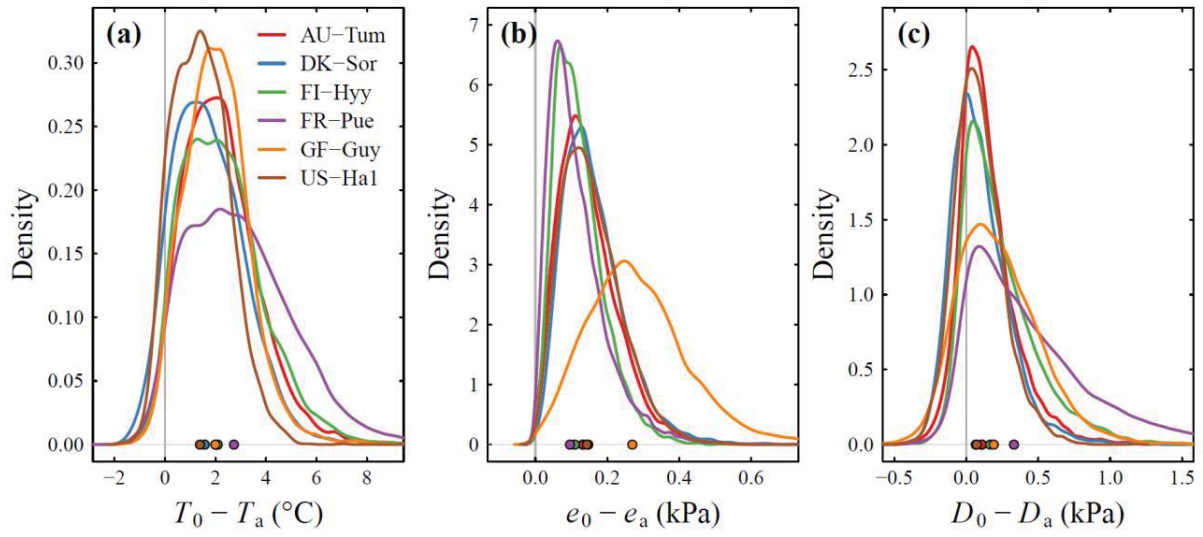 (a)
AU−Tum
DK−Sor
FI−Hyy
FR−Pue
GF−Guy
US−Ha1
Density
0.30
0.25
0.20
0.15
0.10
0.05
0.00
−2 0 2 4 6 8
T0 − Ta (°C)
(b)
Density
7
6
5
4
3
2
1
0
0.0 0.2 0.4 0.6
e0 − ea (kPa)
(c)
Density
2.5
2.0
1.5
1.0
0.5
0.0
−0.5 0.0 0.5 1.0 1.5
D0 − Da (kPa)